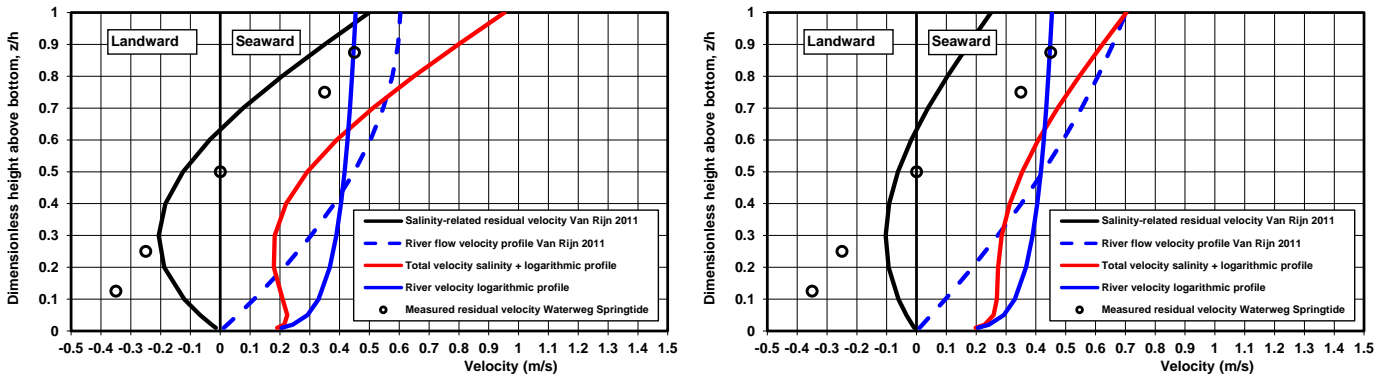 Dimensionless height above bottom, z/h
1
0.9
0.8
0.7
0.6
0.5
0.4
0.3
0.2
0.1
0
Landward
Seaward
Salinity-related residual velocity Van Rijn 2011
River flow velocity profile Van Rijn 2011
Total velocity salinity + logarithmic profile
River velocity logarithmic profile
Measured residual velocity Waterweg Springtide
-0.5 -0.4 -0.3 -0.2 -0.1 0 0.1 0.2 0.3 0.4 0.5 0.6 0.7 0.8 0.9 1 1.1 1.2 1.3 1.4 1.5
Velocity (m/s)
Dimensionless height above bottom, z/h
1
0.9
0.8
0.7
0.6
0.5
0.4
0.3
0.2
0.1
0
Landward
Seaward
Salinity-related residual velocity Van Rijn 2011
River flow velocity profile Van Rijn 2011
Total velocity salinity + logarithmic profile
River velocity logarithmic profile
Measured residual velocity Waterweg Springtide
-0.5 -0.4 -0.3 -0.2 -0.1 0 0.1 0.2 0.3 0.4 0.5 0.6 0.7 0.8 0.9 1 1.1 1.2 1.3 1.4 1.5
Velocity (m/s)